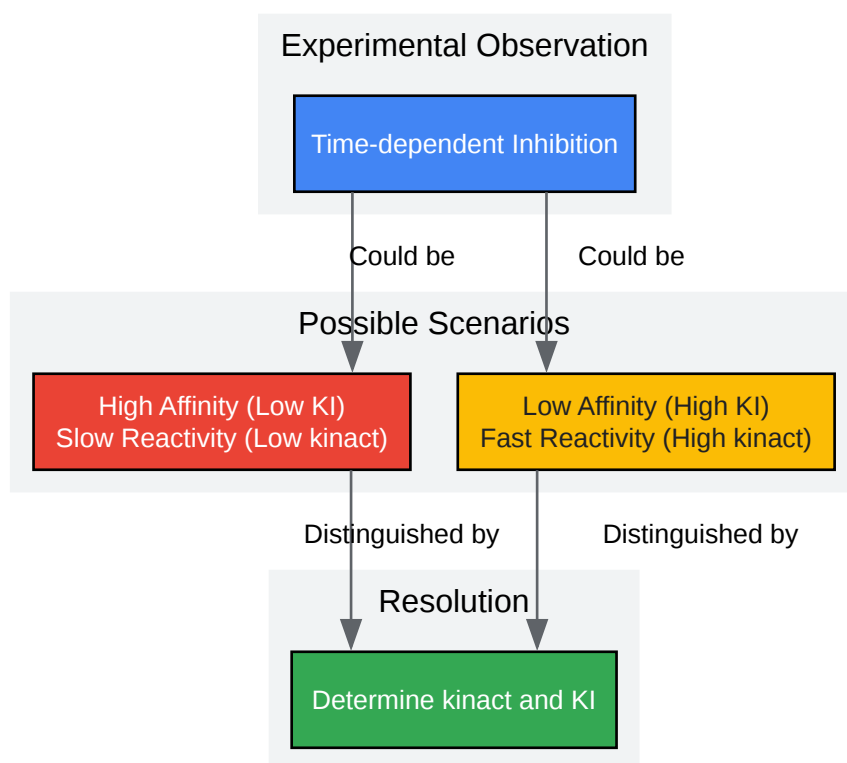 Experimental Observation
Time-dependent Inhibition
Could be
Could be
Possible Scenarios
High Affinity (Low KI)
Slow Reactivity (Low kinact)
Low Affinity (High KI)
Fast Reactivity (High kinact)
Distinguished by
Distinguished by
Resolution
Determine kinact and KI